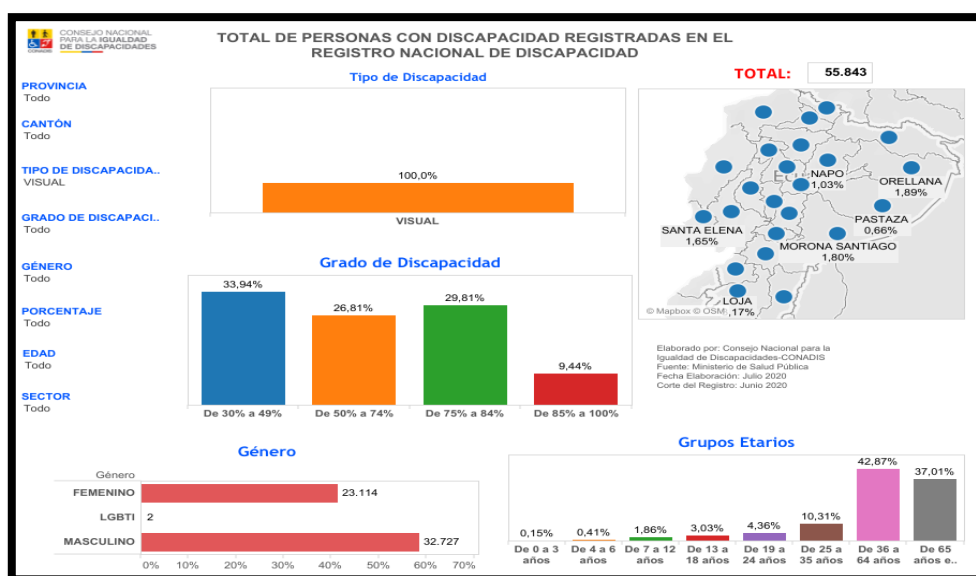 CONSEJO NACIONAL
PARA LA IGUALDAD
DE DISCAPACIDADES
CONADIS
TOTAL DE PERSONAS CON DISCAPACIDAD REGISTRADAS EN EL
REGISTRO NACIONAL DE DISCAPACIDAD
PROVINCIA
Todo
CANTÓN
Todo
TIPO DE DISCAPACIDA..
VISUAL
GRADO DE DISCAPACI..
Todo
GÉNERO
Todo
PORCENTAJE
Todo
EDAD
Todo
SECTOR
Todo
Tipo de Discapacidad
100,0%
VISUAL
TOTAL:
55.843
NAPO
1,03%
ORELLANA
1,89%
PASTAZA
0,66%
SANTA ELENA
1,65%
MORONA SANTIAGO
1,80%
LOJA
,17%
© Mapbox © OSM
Grado de Discapacidad
33,94%
26,81%
29,81%
9,44%
De 30% a 49%
De 50% a 74%
De 75% a 84%
De 85% a 100%
Elaborado por: Consejo Nacional para la
Igualdad de Discapacidades-CONADIS
Fuente: Ministerio de Salud Pública
Fecha Elaboración: Julio 2020
Corte del Registro: Junio 2020
Género
Género
FEMENINO
23.114
LGBTI
2
MASCULINO
32.727
0%
10%
20%
30%
40%
50%
60%
70%
Grupos Etarios
0,15%
0,41%
1,86%
3,03%
4,36%
10,31%
42,87%
37,01%
De 0 a 3
años
De 4 a 6
años
De 7 a 12
años
De 13 a
18 años
De 19 a
24 años
De 25 a
35 años
De 36 a
64 años
De 65
años e..